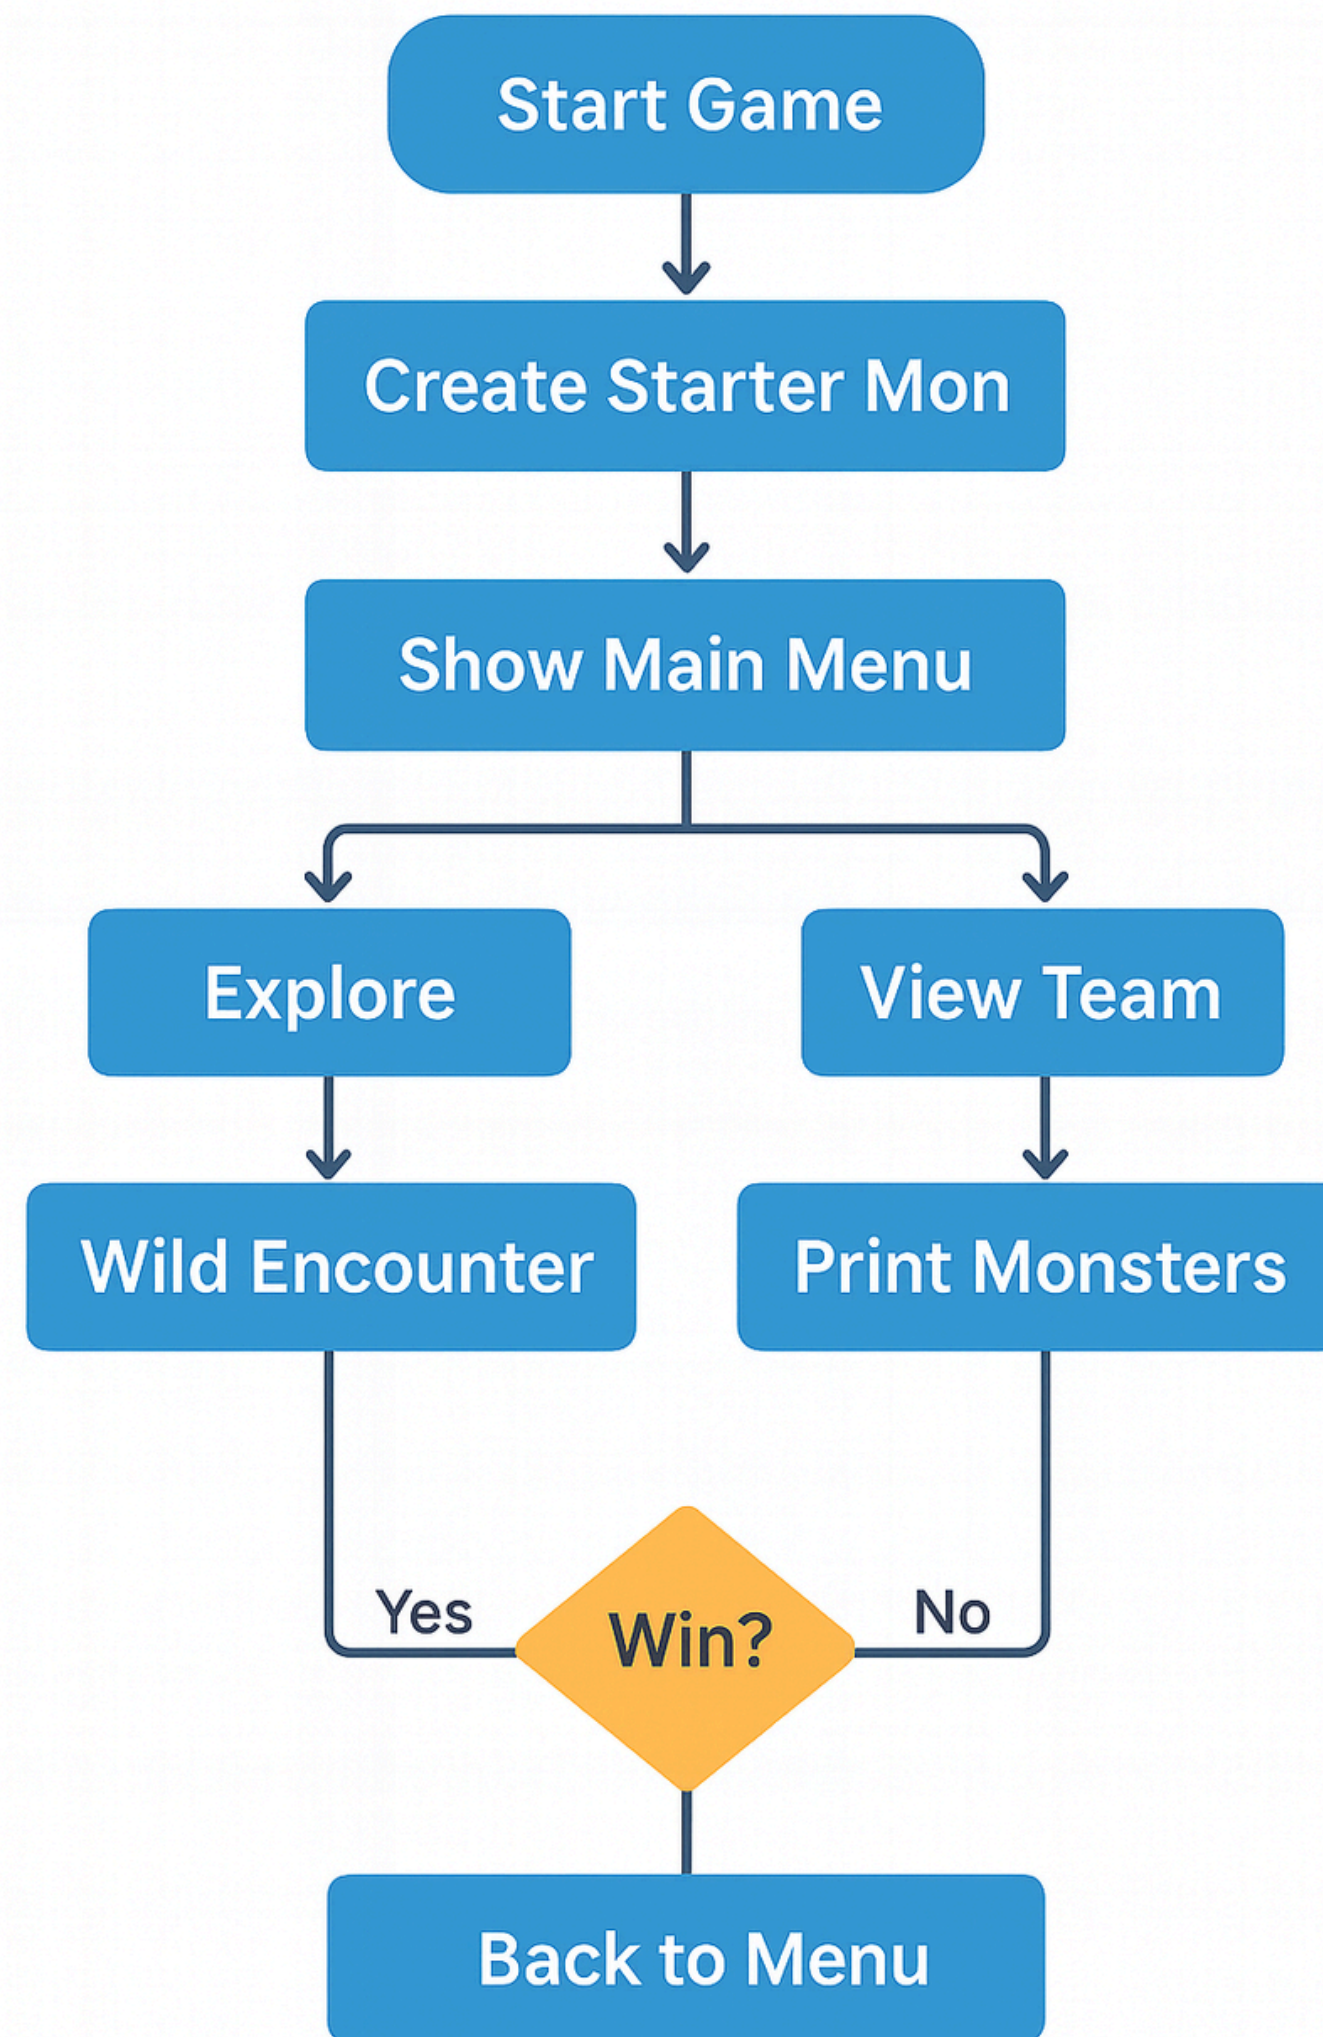 Start Game
Create Starter Mon
Show Main Menu
Explore
View Team
Wild Encounter
Print Monsters
Yes
Win?
No
Back to Menu